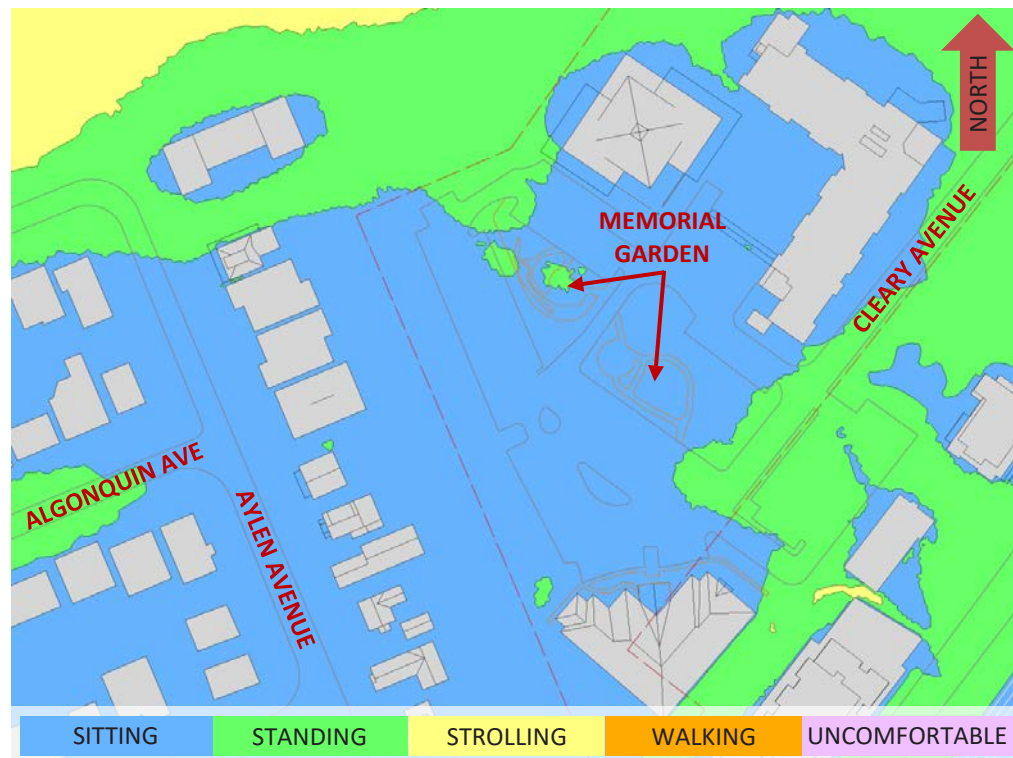 NORTH
MEMORIAL
GARDEN
CLEARY AVENUE
ALGONQUIN AVE
AYLEN AVENUE
SITTING
STANDING
STROLLING
WALKING
UNCOMFORTABLE